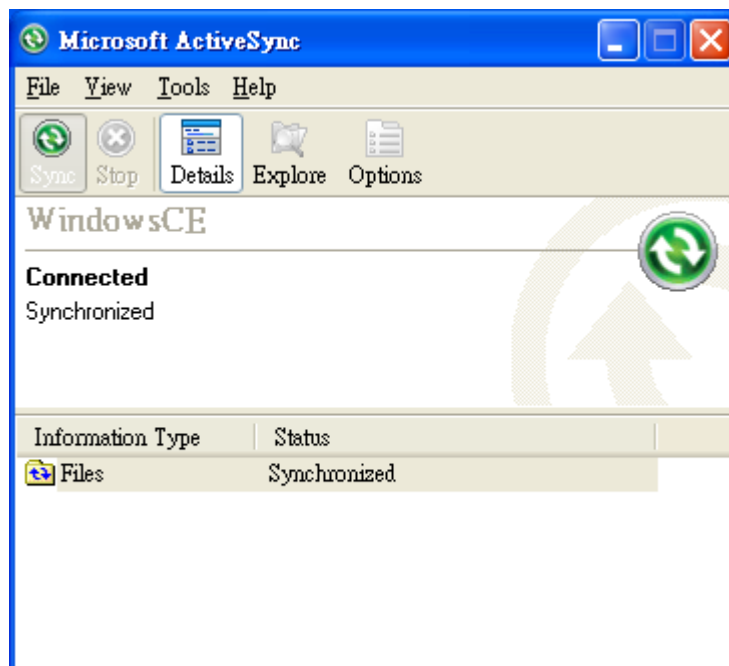 Microsoft ActiveSync
File View Tools Help
Sync Stop Details Explore Options
WindowsCE
Connected
Synchronized
Information Type Status
Files Synchronized